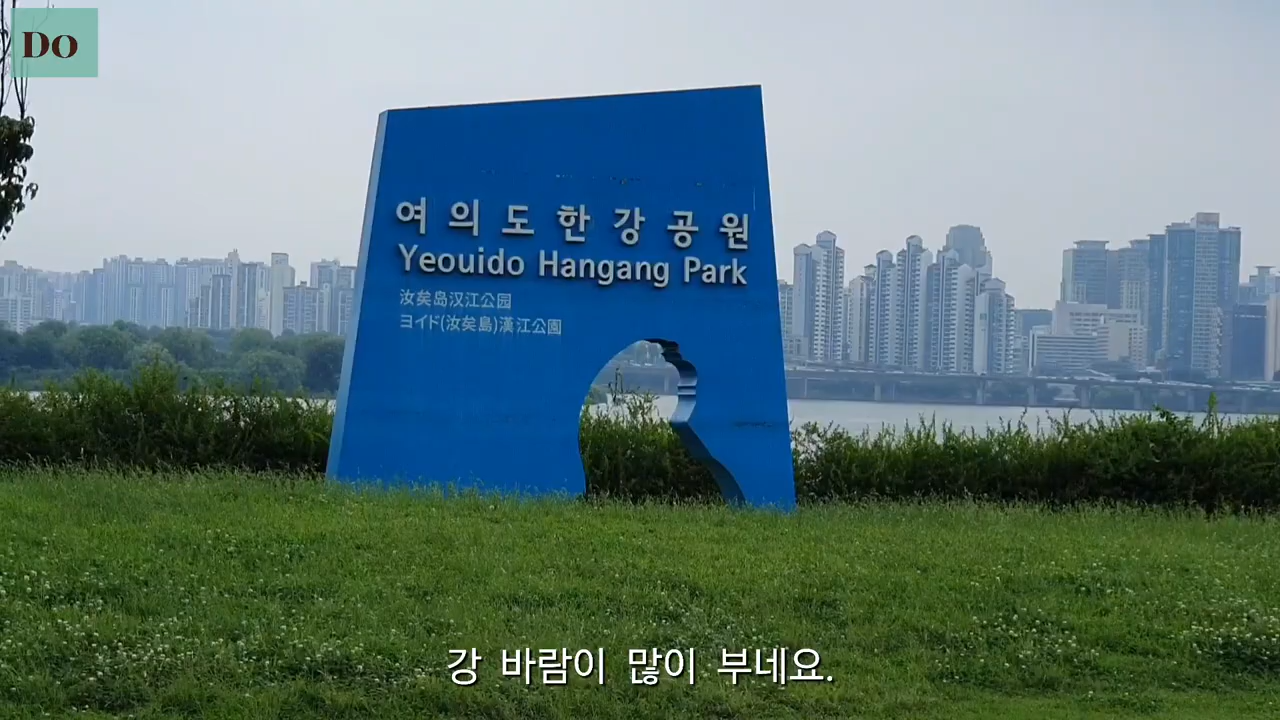 Do
여의도한강공원
Yeouido Hangang Park
汝矣岛汉江公园
ヨイド(汝矣島)漢江公園
강 바람이 많이 부네요.